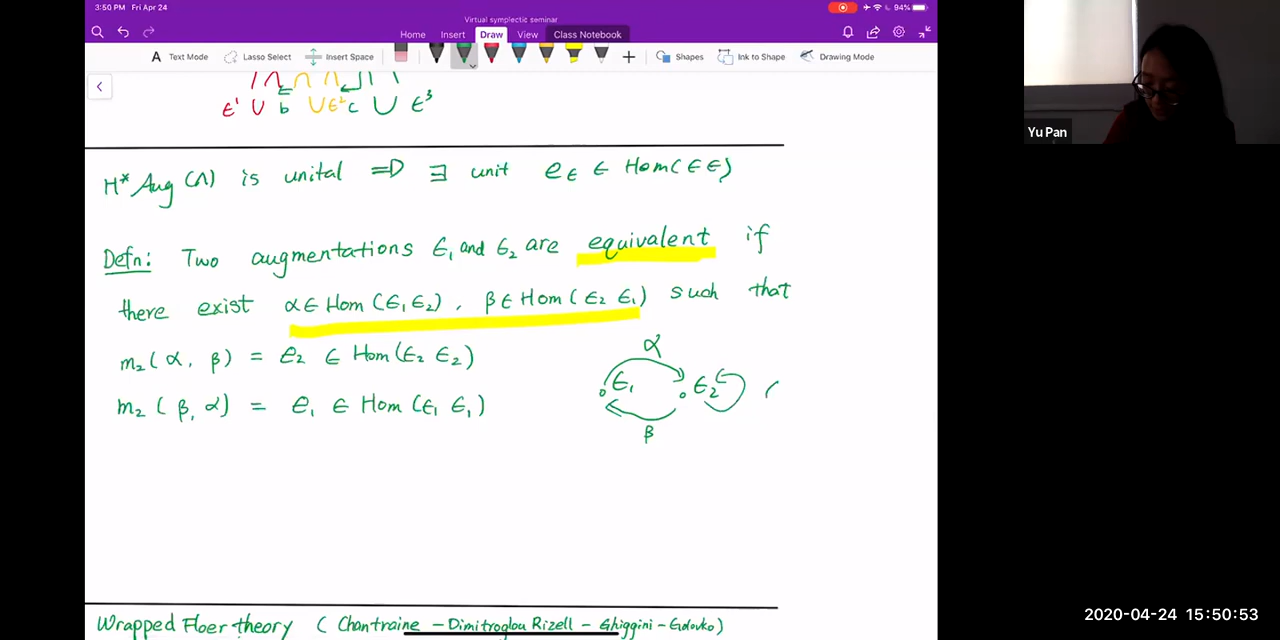 3:50 PM Fri Apr 24
94%
Virtual symplectic seminar
Home Insert Draw View Class Notebook
Text Mode Lasso Select Insert Space Shapes Ink to Shape Drawing Mode
Yu Pan
ϵ¹ ∪ b ∪ ϵ² c ∪ ϵ³
H* Aug (Λ) is unital ⇒ ∃ unit e_ϵ ∈ Hom(ϵ ϵ)
Defn: Two augmentations ϵ₁ and ϵ₂ are equivalent if
there exist α ∈ Hom (ϵ₁ ϵ₂), β ∈ Hom (ϵ₂ ϵ₁) such that
m₂ (α, β) = e₂ ∈ Hom(ϵ₂ ϵ₂)
m₂ (β, α) = e₁ ∈ Hom (ϵ₁ ϵ₁)
α
ϵ₁ ϵ₂ (
β
Wrapped Floer theory (Chantraine - Dimitroglou Rizell - Ghiggini - Golovko)
2020-04-24 15:50:53